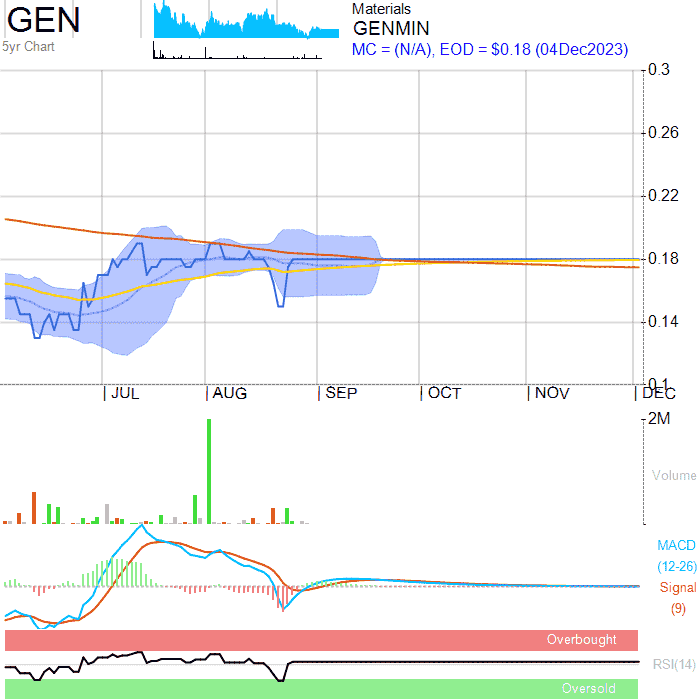 GEN
5yr Chart
Materials
GENMIN
MC = (N/A), EOD = $0.18 (04Dec2023)
0.3
0.26
0.22
0.18
0.14
0.1
JUL AUG SEP OCT NOV DEC
2M
Volume
MACD
(12-26)
Signal
(9)
Overbought
RSI(14)
Oversold